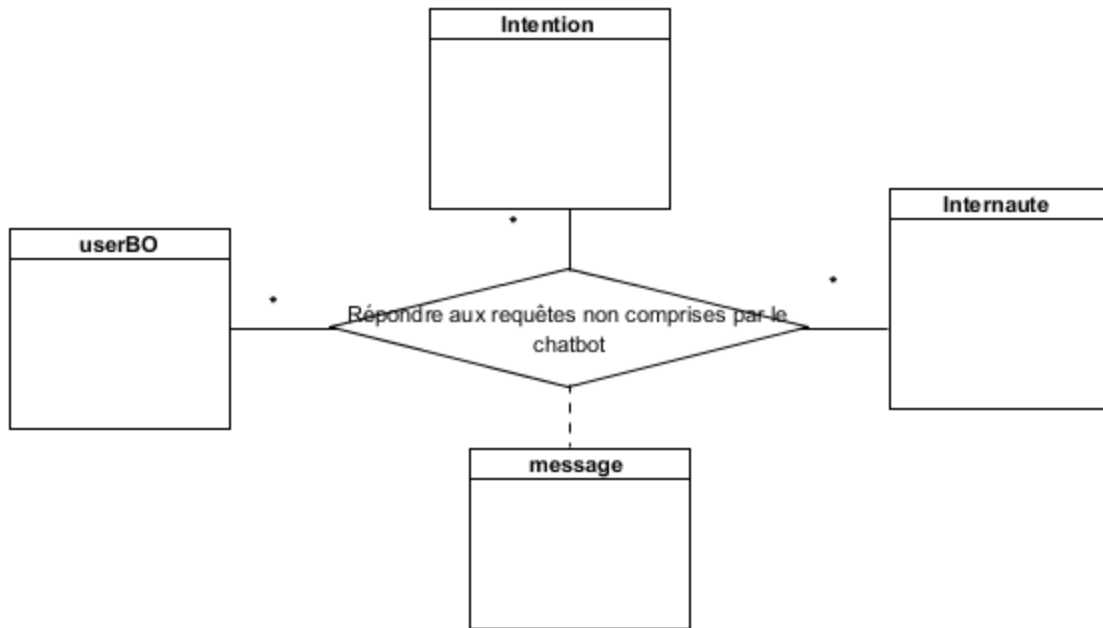 Intention
Internaute
userBO
*
*
*
Répondre aux requêtes non comprises par le
chatbot
message